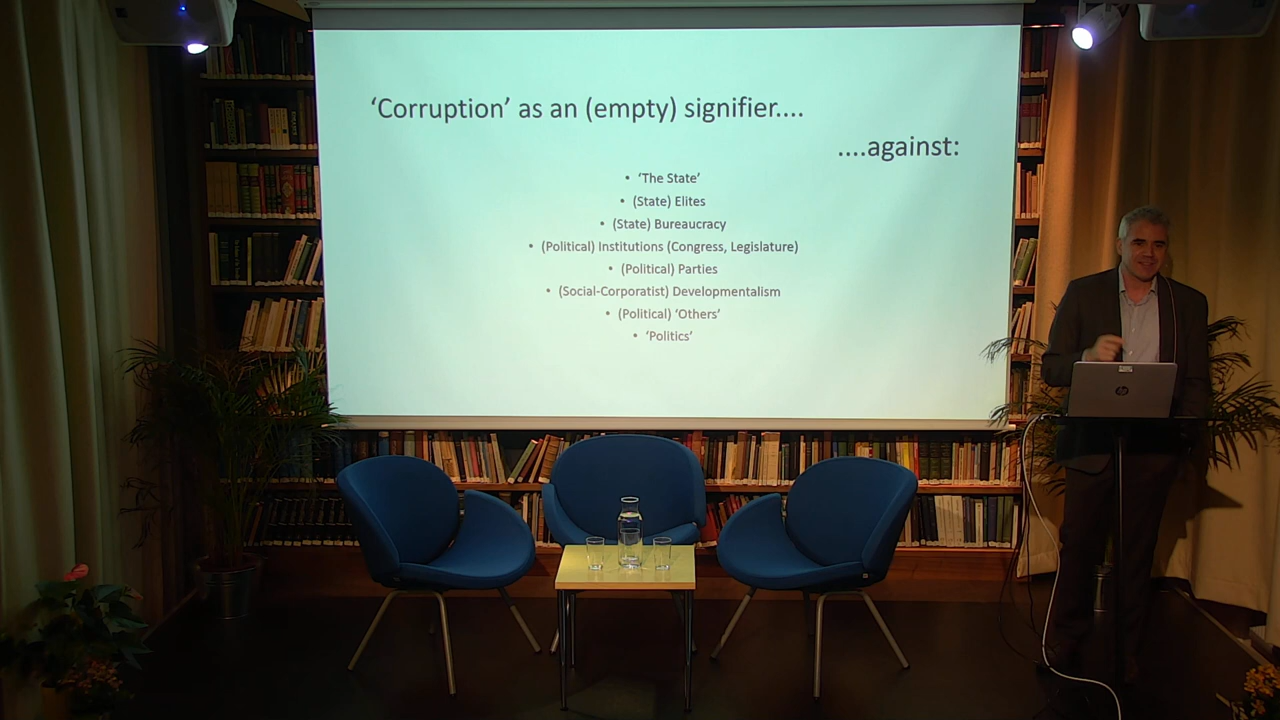 ‘Corruption’ as an (empty) signifier....
....against:
• ‘The State’
• (State) Elites
• (State) Bureaucracy
• (Political) Institutions (Congress, Legislature)
• (Political) Parties
• (Social-Corporatist) Developmentalism
• (Political) ‘Others’
• ‘Politics’
hp